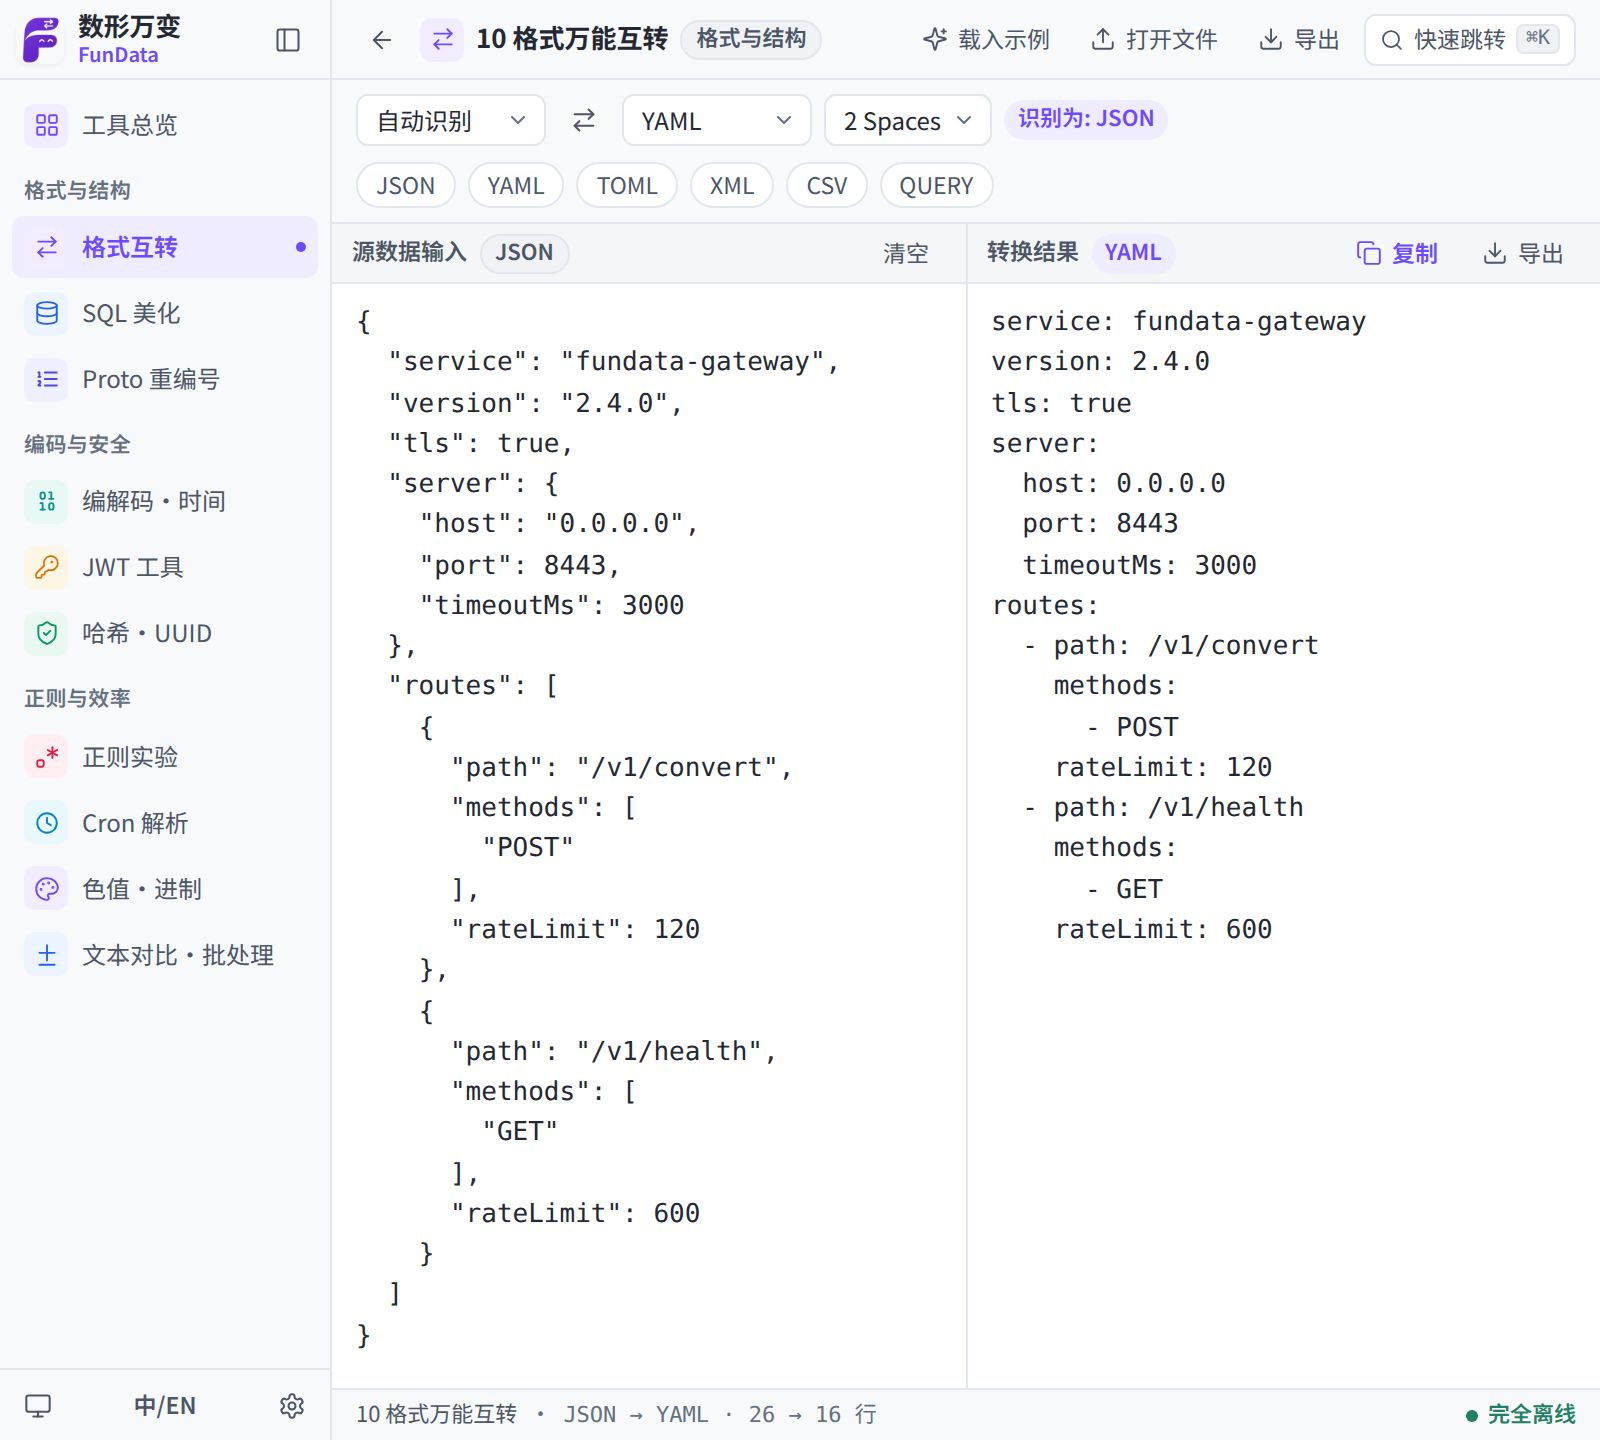 数形万变
FunData
工具总览
格式与结构
格式互转
SQL 美化
Proto 重编号
编码与安全
编解码・时间
JWT 工具
哈希・UUID
正则与效率
正则实验
Cron 解析
色值・进制
文本对比・批处理
中/EN
10 格式万能互转 格式与结构 载入示例 打开文件 导出 快速跳转 ⌘K
自动识别 YAML 2 Spaces 识别为: JSON
JSON YAML TOML XML CSV QUERY
源数据输入 JSON 清空
{
  "service": "fundata-gateway",
  "version": "2.4.0",
  "tls": true,
  "server": {
    "host": "0.0.0.0",
    "port": 8443,
    "timeoutMs": 3000
  },
  "routes": [
    {
      "path": "/v1/convert",
      "methods": [
        "POST"
      ],
      "rateLimit": 120
    },
    {
      "path": "/v1/health",
      "methods": [
        "GET"
      ],
      "rateLimit": 600
    }
  ]
}
转换结果 YAML 复制 导出
service: fundata-gateway
version: 2.4.0
tls: true
server:
  host: 0.0.0.0
  port: 8443
  timeoutMs: 3000
routes:
  - path: /v1/convert
    methods:
      - POST
    rateLimit: 120
  - path: /v1/health
    methods:
      - GET
    rateLimit: 600
10 格式万能互转 • JSON → YAML · 26 → 16 行
完全离线